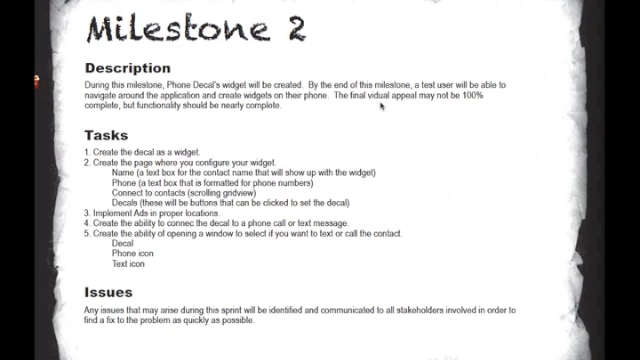 Milestone 2
Description
During this milestone, Phone Decal's widget will be created. By the end of this milestone, a test user will be able to
navigate around the application and create widgets on their phone. The final vidual appeal may not be 100%
complete, but functionality should be nearly complete.
Tasks
1. Create the decal as a widget.
2. Create the page where you configure your widget.
Name (a text box for the contact name that will show up with the widget)
Phone (a text box that is formatted for phone numbers)
Connect to contacts (scrolling gridview)
Decals (these will be buttons that can be clicked to set the decal)
3. Implement Ads in proper locations.
4. Create the ability to connec the decal to a phone call or text message.
5. Create the ability of opening a window to select if you want to text or call the contact.
Decal
Phone icon
Text icon
Issues
Any issues that may arise during this sprint will be identified and communicated to all stakeholders involved in order to
find a fix to the problem as quickly as possible.